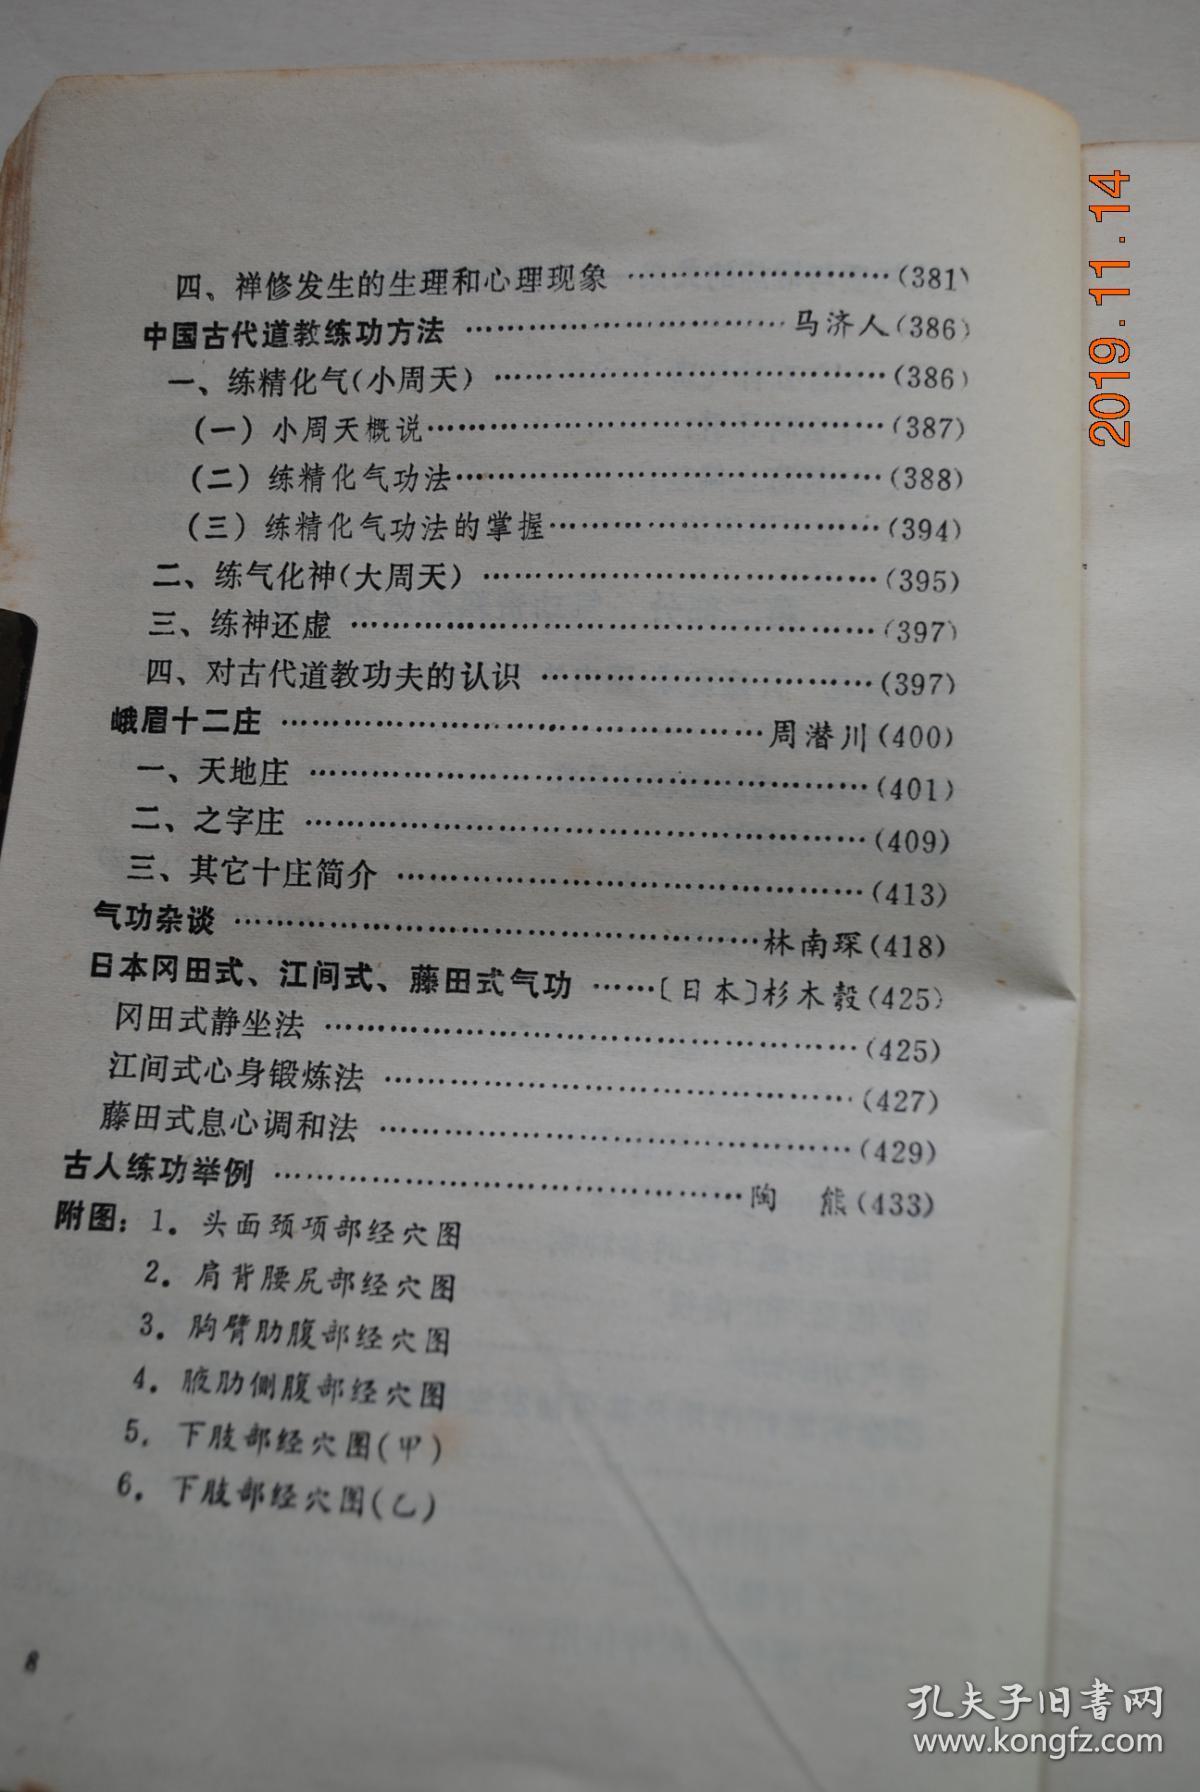 四、禅修发生的生理和心理现象 ……………………(381)
中国古代道教练功方法 ……………………………马济人(386)
一、练精化气(小周天) …………………………………(386)
(一) 小周天概说………………………………………(387)
(二) 练精化气功法……………………………………(388)
(三) 练精化气功法的掌握……………………………(394)
二、练气化神(大周天) …………………………………(395)
三、练神还虚 ……………………………………………(397)
四、对古代道教功夫的认识 ……………………………(397)
峨眉十二庄 …………………………………………周潜川(400)
一、天地庄 ………………………………………………(401)
二、之字庄 ………………………………………………(409)
三、其它十庄简介 ………………………………………(413)
气功杂谈 ……………………………………………林南琛(418)
日本冈田式、江间式、藤田式气功 ……〔日本〕杉木毂(425)
冈田式静坐法 ……………………………………………(425)
江间式心身锻炼法 ………………………………………(427)
藤田式息心调和法 ………………………………………(429)
古人练功举例 ………………………………………陶 熊(433)
附图：1. 头面颈项部经穴图
2. 肩背腰尻部经穴图
3. 胸臂肋腹部经穴图
4. 腋肋侧腹部经穴图
5. 下肢部经穴图(甲)
6. 下肢部经穴图(乙)
8
2019.11.14
孔夫子旧书网
www.kongfz.com